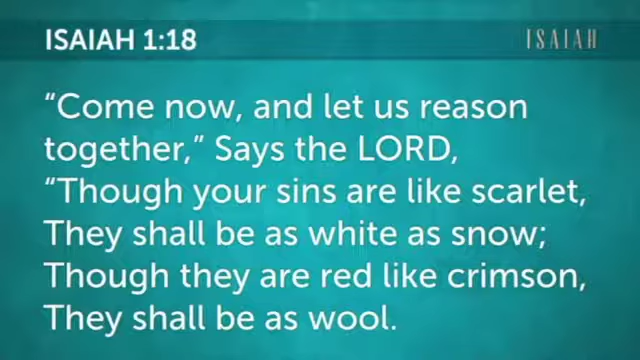 ISAIAH 1:18
ISAIAH
“Come now, and let us reason
together,” Says the LORD,
“Though your sins are like scarlet,
They shall be as white as snow;
Though they are red like crimson,
They shall be as wool.